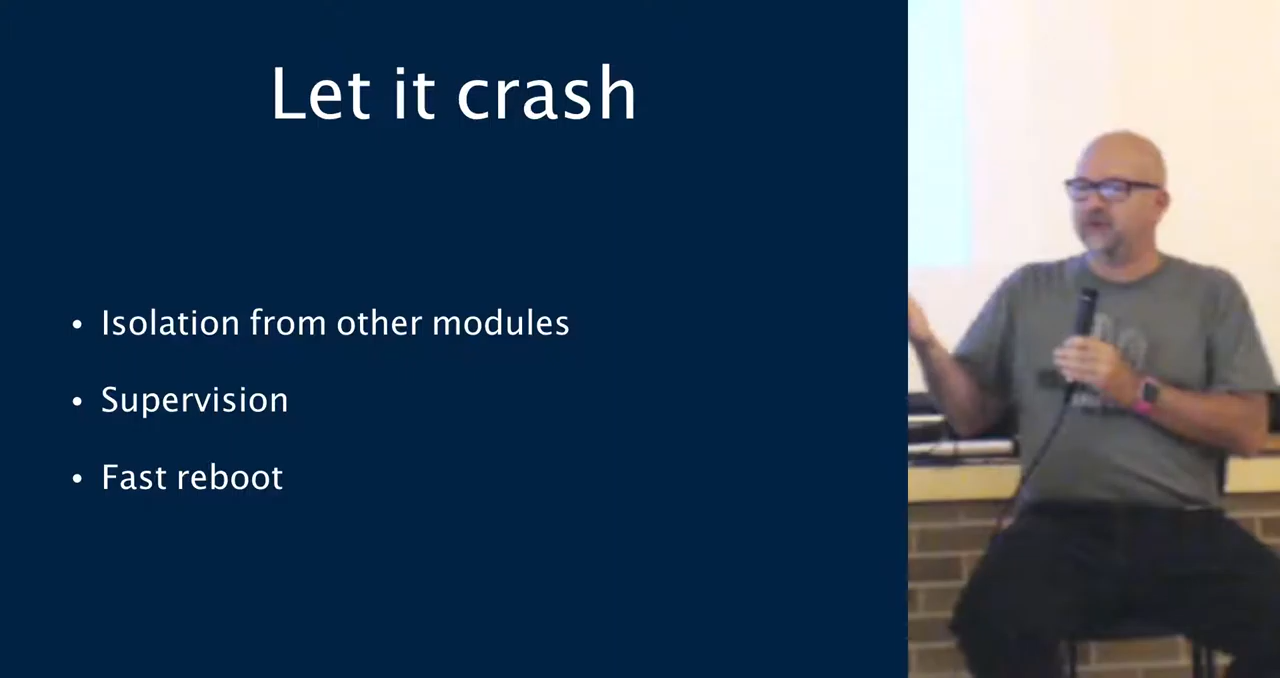 Let it crash
• Isolation from other modules
• Supervision
• Fast reboot